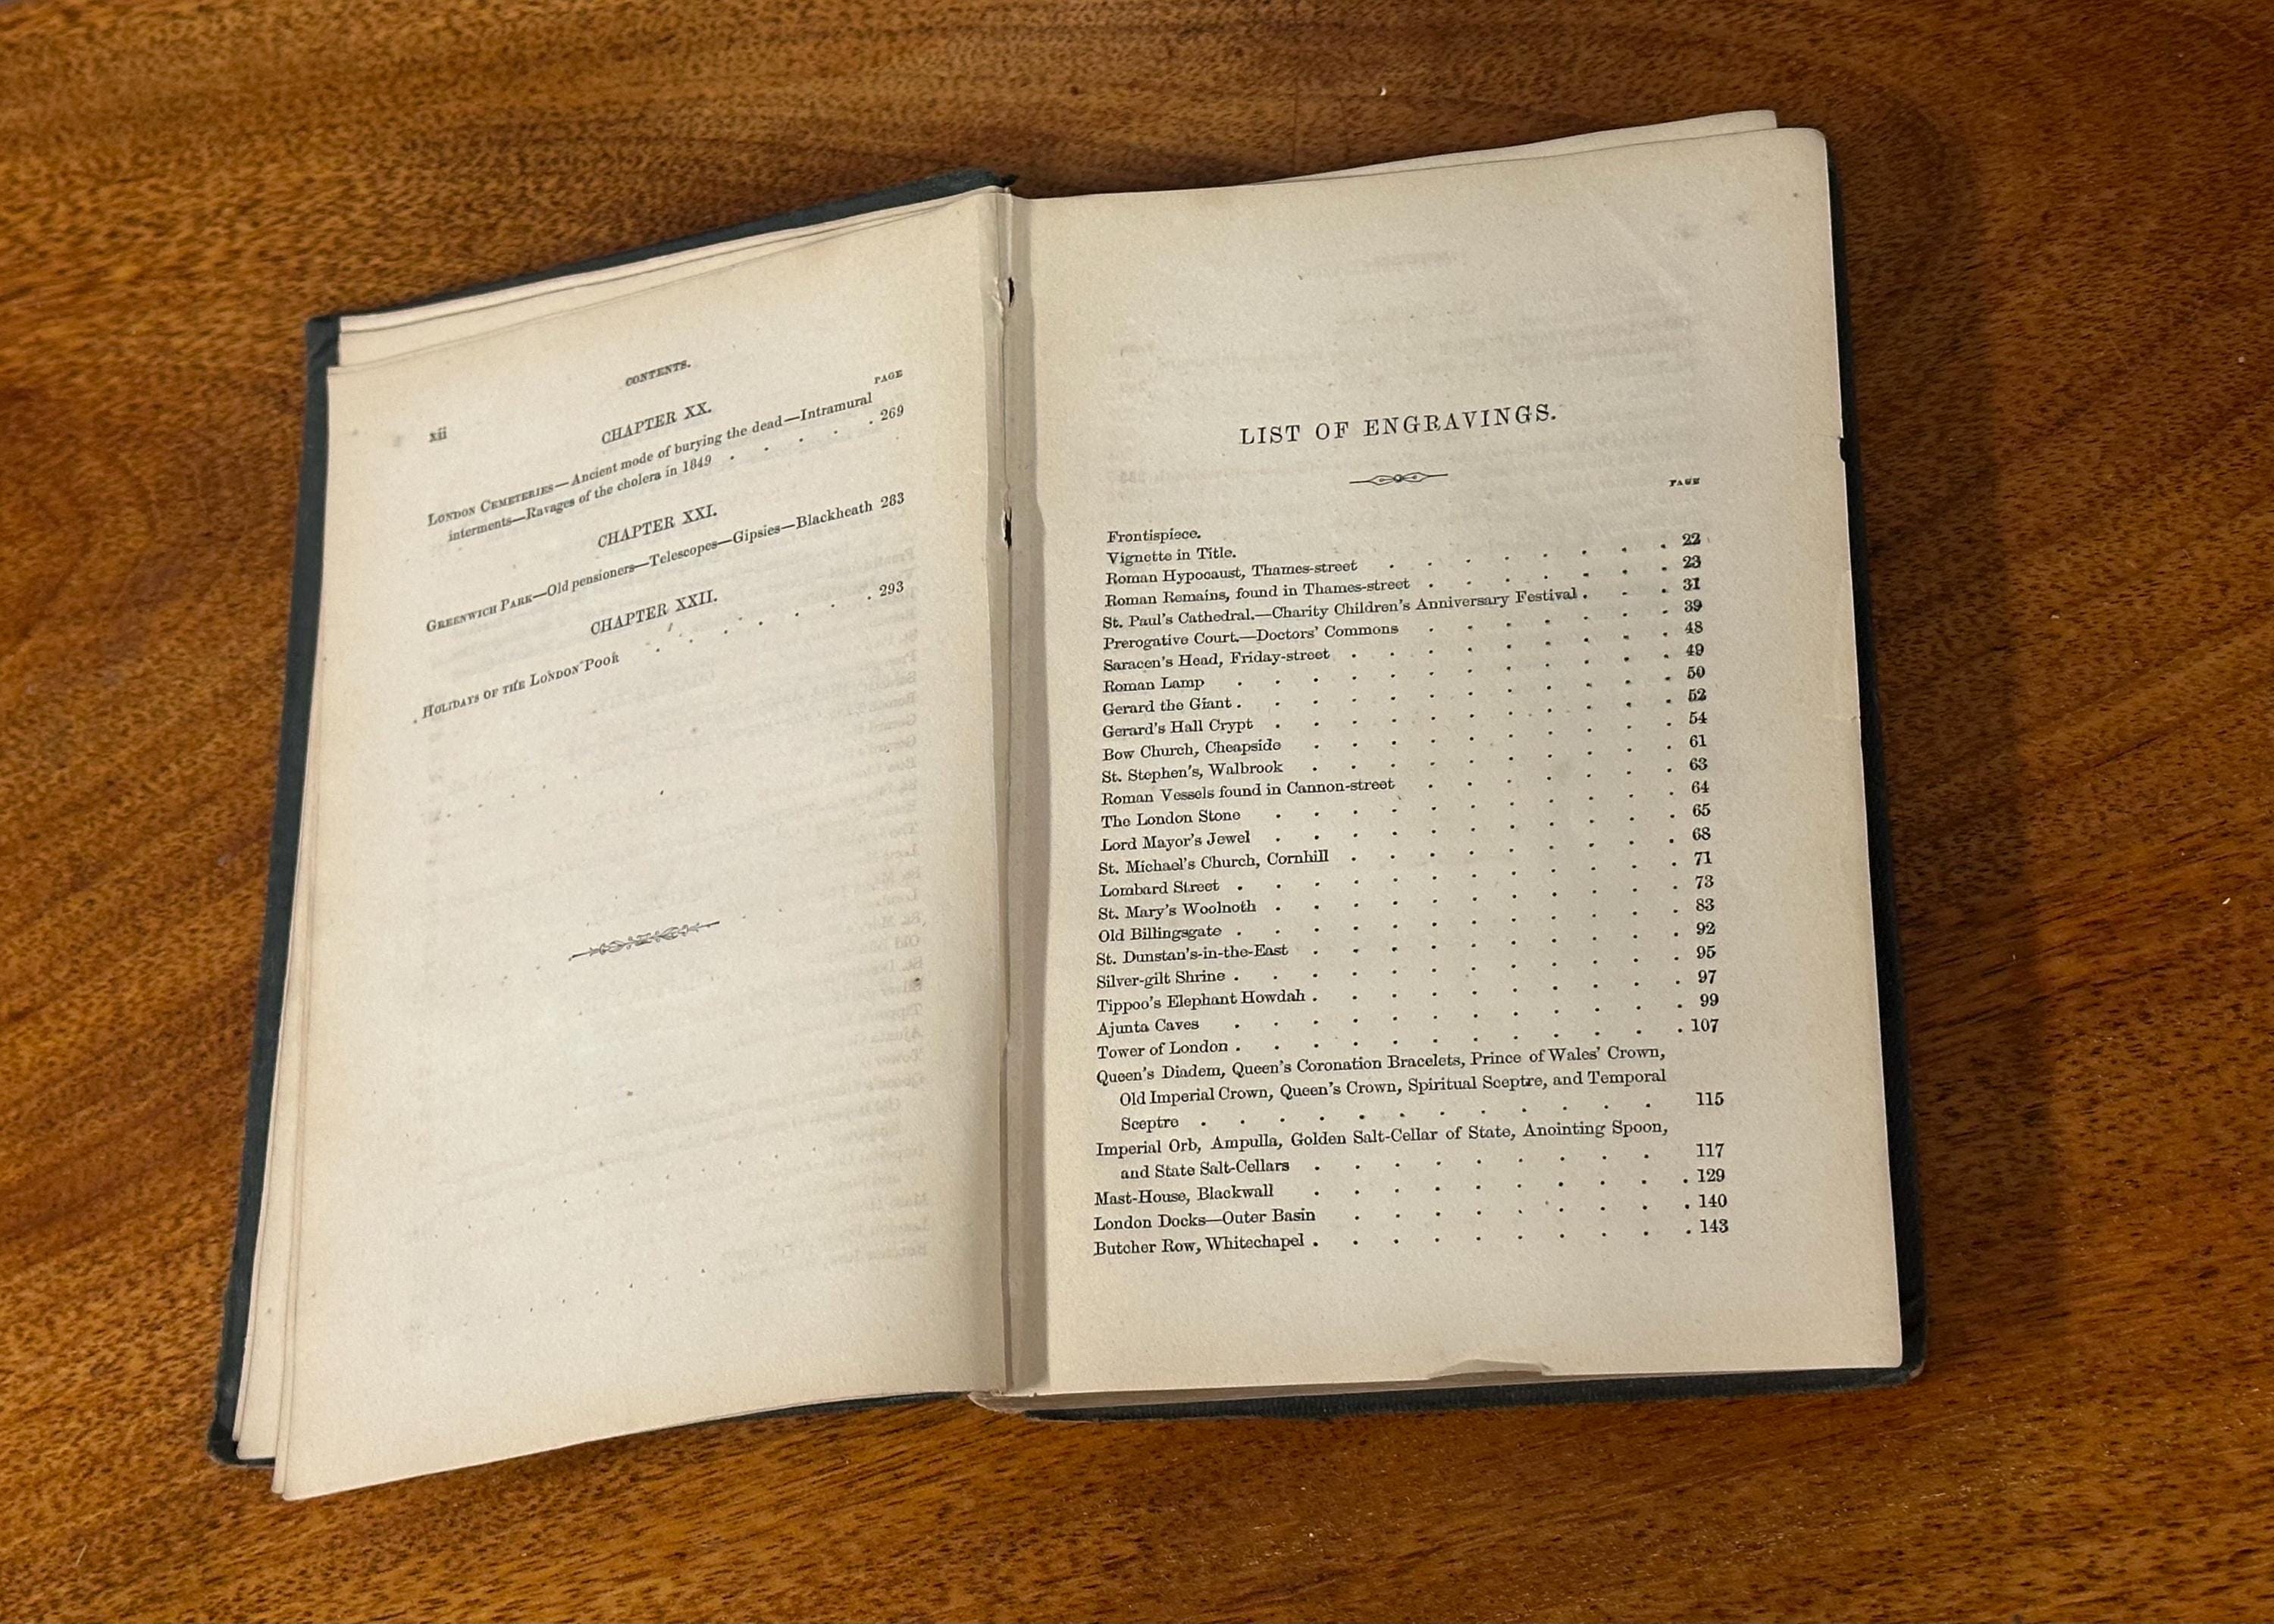 xii
CONTENTS.
PAGE
CHAPTER XX.
LONDON CEMETERIES—Ancient mode of burying the dead—Intramural
interments—Ravages of the cholera in 1849 . . . . . 269
CHAPTER XXI.
GREENWICH PARK—Old pensioners—Telescopes—Gipsies—Blackheath 283
CHAPTER XXII.
HOLIDAYS OF THE LONDON POOR . . . . . . . 293
LIST OF ENGRAVINGS.
PAGE
Frontispiece.
Vignette in Title.
Roman Hypocaust, Thames-street . . . . . . . . 22
Roman Remains, found in Thames-street . . . . . . . 23
St. Paul's Cathedral.—Charity Children's Anniversary Festival . . . 31
Prerogative Court.—Doctors' Commons . . . . . . . 39
Saracen's Head, Friday-street . . . . . . . . . 48
Roman Lamp . . . . . . . . . . . . 49
Gerard the Giant . . . . . . . . . . . . 50
Gerard's Hall Crypt . . . . . . . . . . . 52
Bow Church, Cheapside . . . . . . . . . . 54
St. Stephen's, Walbrook . . . . . . . . . . 61
Roman Vessels found in Cannon-street . . . . . . . 63
The London Stone . . . . . . . . . . . 64
Lord Mayor's Jewel . . . . . . . . . . . 65
St. Michael's Church, Cornhill . . . . . . . . . 68
Lombard Street . . . . . . . . . . . . 71
St. Mary's Woolnoth . . . . . . . . . . . 73
Old Billingsgate . . . . . . . . . . . . 83
St. Dunstan's-in-the-East . . . . . . . . . . 92
Silver-gilt Shrine . . . . . . . . . . . . 95
Tippoo's Elephant Howdah . . . . . . . . . . 97
Ajunta Caves . . . . . . . . . . . . 99
Tower of London . . . . . . . . . . . . 107
Queen's Diadem, Queen's Coronation Bracelets, Prince of Wales' Crown,
Old Imperial Crown, Queen's Crown, Spiritual Sceptre, and Temporal
Sceptre . . . . . . . . . . . . 115
Imperial Orb, Ampulla, Golden Salt-Cellar of State, Anointing Spoon,
and State Salt-Cellars . . . . . . . . . 117
Mast-House, Blackwall . . . . . . . . . . 129
London Docks—Outer Basin . . . . . . . . . 140
Butcher Row, Whitechapel . . . . . . . . . . 143